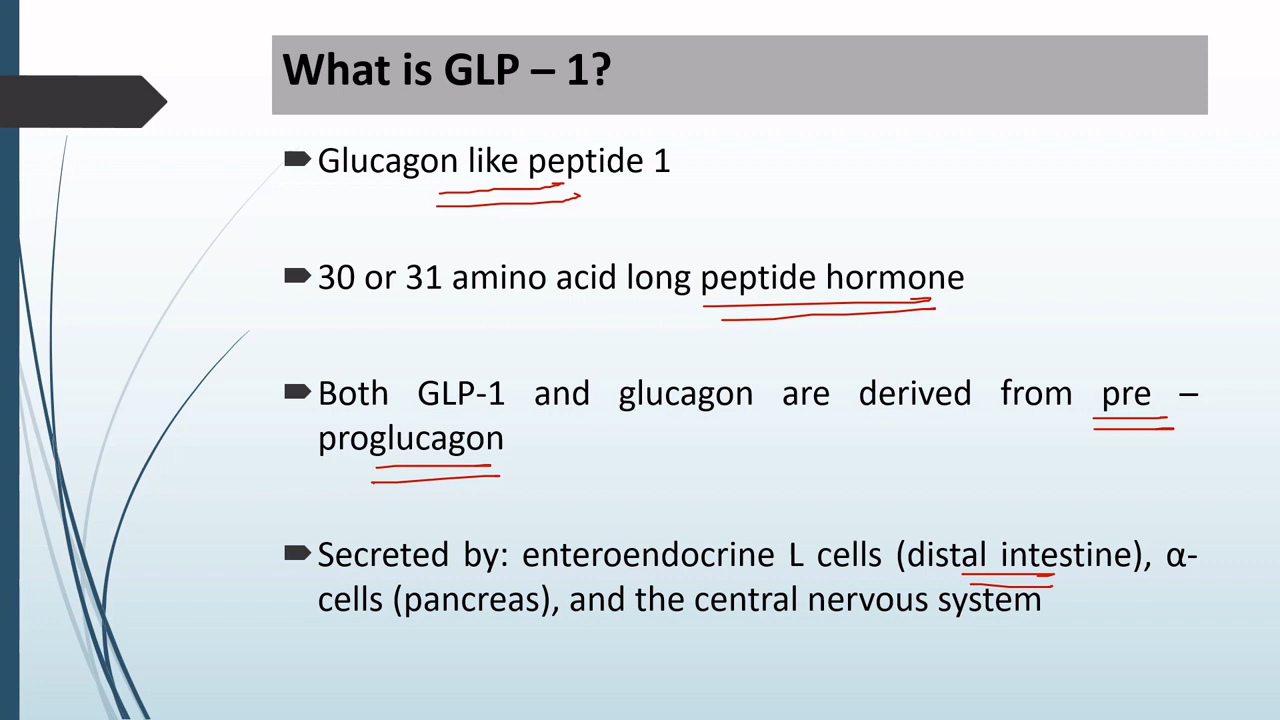 What is GLP – 1?
Glucagon like peptide 1
30 or 31 amino acid long peptide hormone
Both GLP-1 and glucagon are derived from pre –
proglucagon
Secreted by: enteroendocrine L cells (distal intestine), α-
cells (pancreas), and the central nervous system